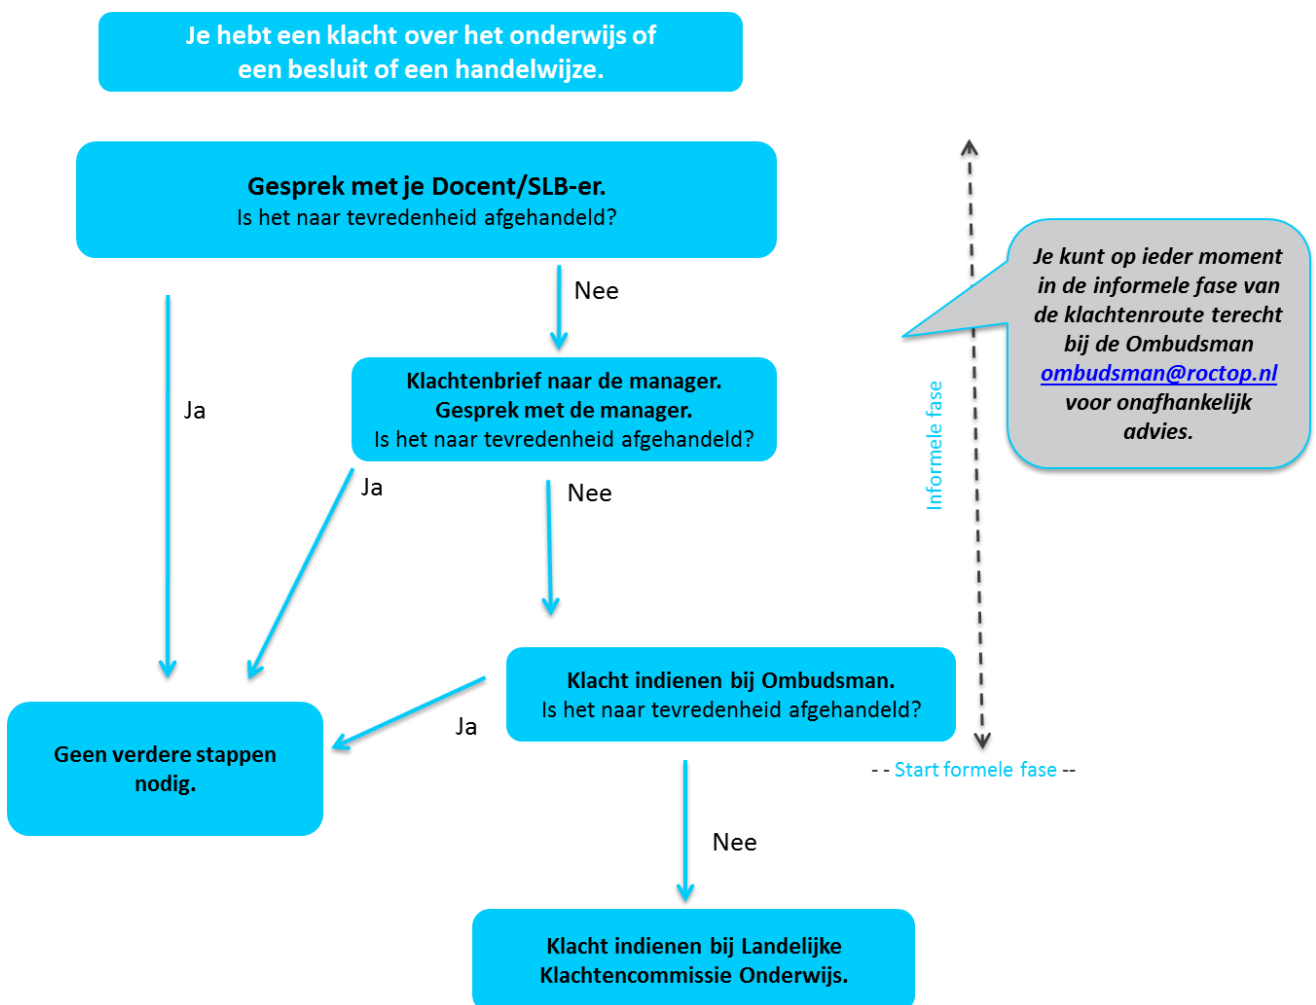 Je hebt een klacht over het onderwijs of
een besluit of een handelwijze.
Gesprek met je Docent/SLB-er.
Is het naar tevredenheid afgehandeld?
Nee
Ja
Klachtenbrief naar de manager.
Gesprek met de manager.
Is het naar tevredenheid afgehandeld?
Ja
Nee
Je kunt op ieder moment
in de informele fase van
de klachtenroute terecht
bij de Ombudsman
ombudsman@roctop.nl
voor onafhankelijk
advies.
Informele fase
Klacht indienen bij Ombudsman.
Is het naar tevredenheid afgehandeld?
Ja
Geen verdere stappen
nodig.
- - Start formele fase --
Nee
Klacht indienen bij Landelijke
Klachtencommissie Onderwijs.